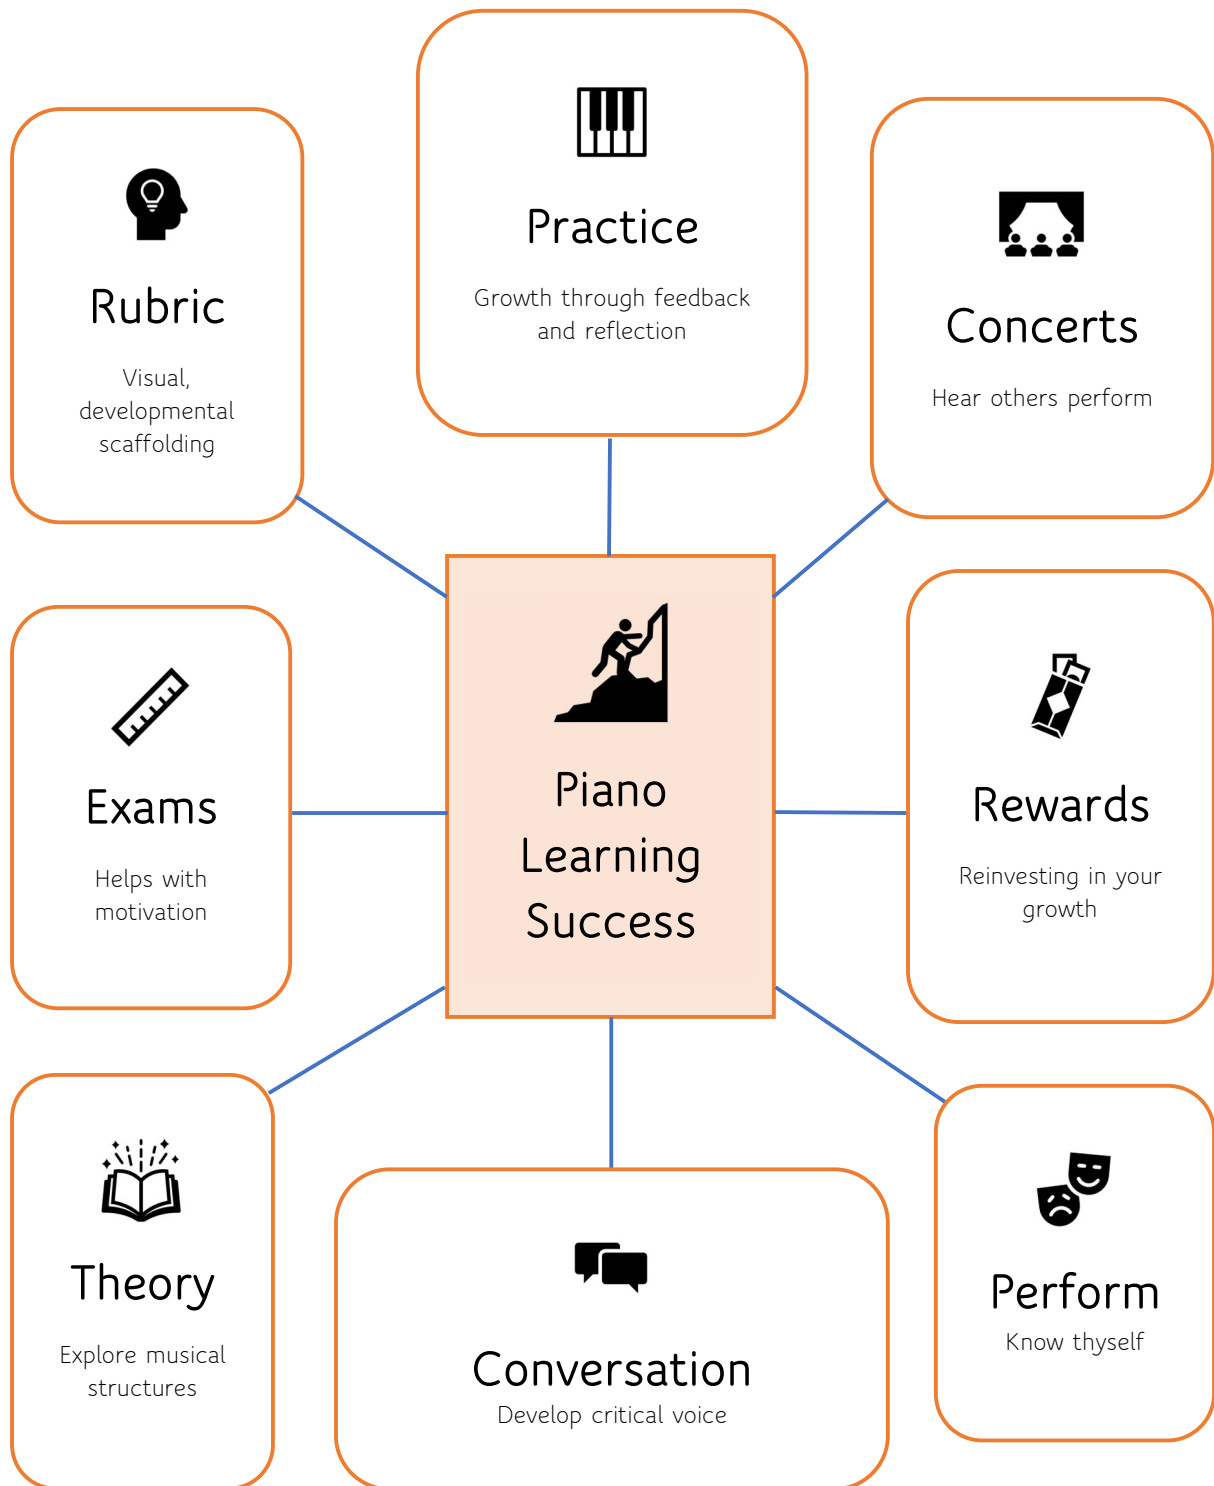 Practice
Growth through feedback
and reflection
Rubric
Visual,
developmental
scaffolding
Concerts
Hear others perform
Exams
Helps with
motivation
Piano
Learning
Success
Rewards
Reinvesting in your
growth
Theory
Explore musical
structures
Conversation
Develop critical voice
Perform
Know thyself